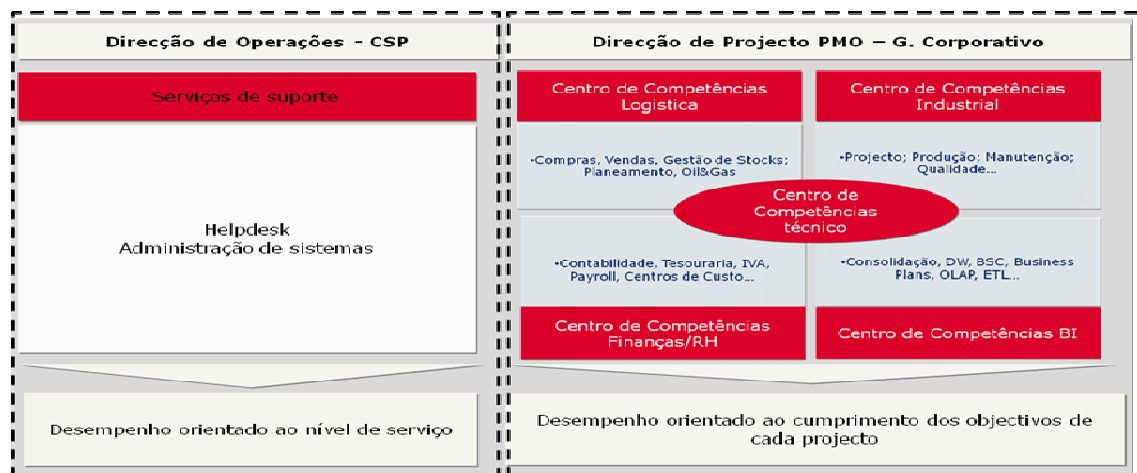 Direcção de Operações - CSP
Serviços de suporte
Helpdesk
Administração de sistemas
Desempenho orientado ao nível de serviço
Direcção de Projecto PMO – G. Corporativo
Centro de Competências
Logistica
Centro de Competências
Industrial
•Compras, Vendas, Gestão de Stocks;
Planeamento, Oil&Gas
•Projecto; Produção; Manutenção;
Qualidade...
Centro de
Competências
técnico
•Contabilidade, Tesouraria, IVA,
Payroll, Centros de Custo...
•Consolidação, DW, BSC, Business
Plans, OLAP, ETL...
Centro de Competências
Finanças/RH
Centro de Competências BI
Desempenho orientado ao cumprimento dos objectivos de
cada projecto